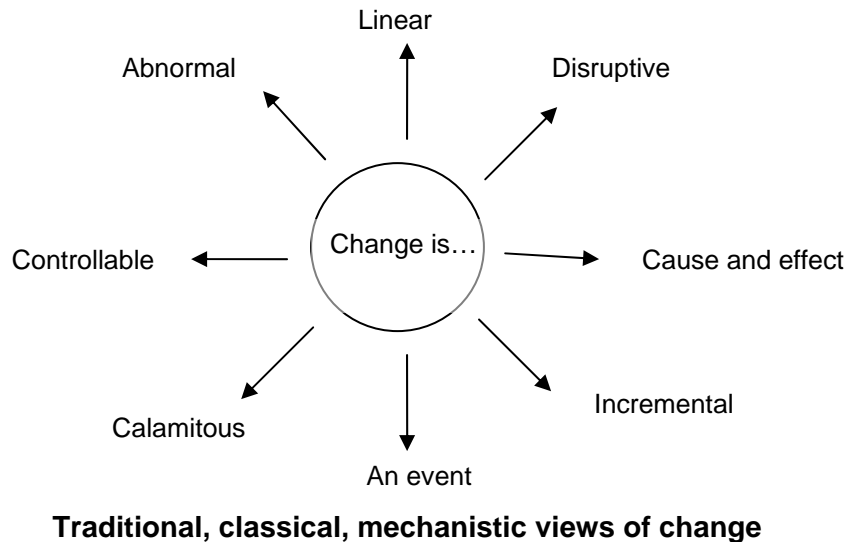 Linear
Abnormal
Disruptive
Change is…
Controllable
Cause and effect
Calamitous
Incremental
An event
Traditional, classical, mechanistic views of change